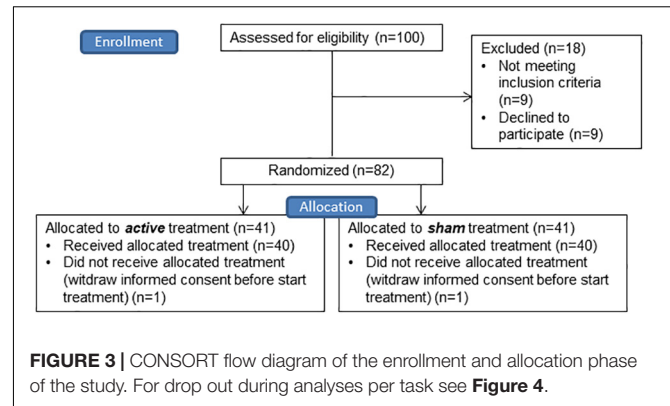 Enrollment
Assessed for eligibility (n=100)
Excluded (n=18)
• Not meeting
inclusion criteria
(n=9)
• Declined to
participate (n=9)
Randomized (n=82)
Allocation
Allocated to active treatment (n=41)
• Received allocated treatment (n=40)
• Did not receive allocated treatment
(witdraw informed consent before start
treatment) (n=1)
Allocated to sham treatment (n=41)
• Received allocated treatment (n=40)
• Did not receive allocated treatment
(witdraw informed consent before start
treatment) (n=1)
FIGURE 3 | CONSORT flow diagram of the enrollment and allocation phase
of the study. For drop out during analyses per task see Figure 4.